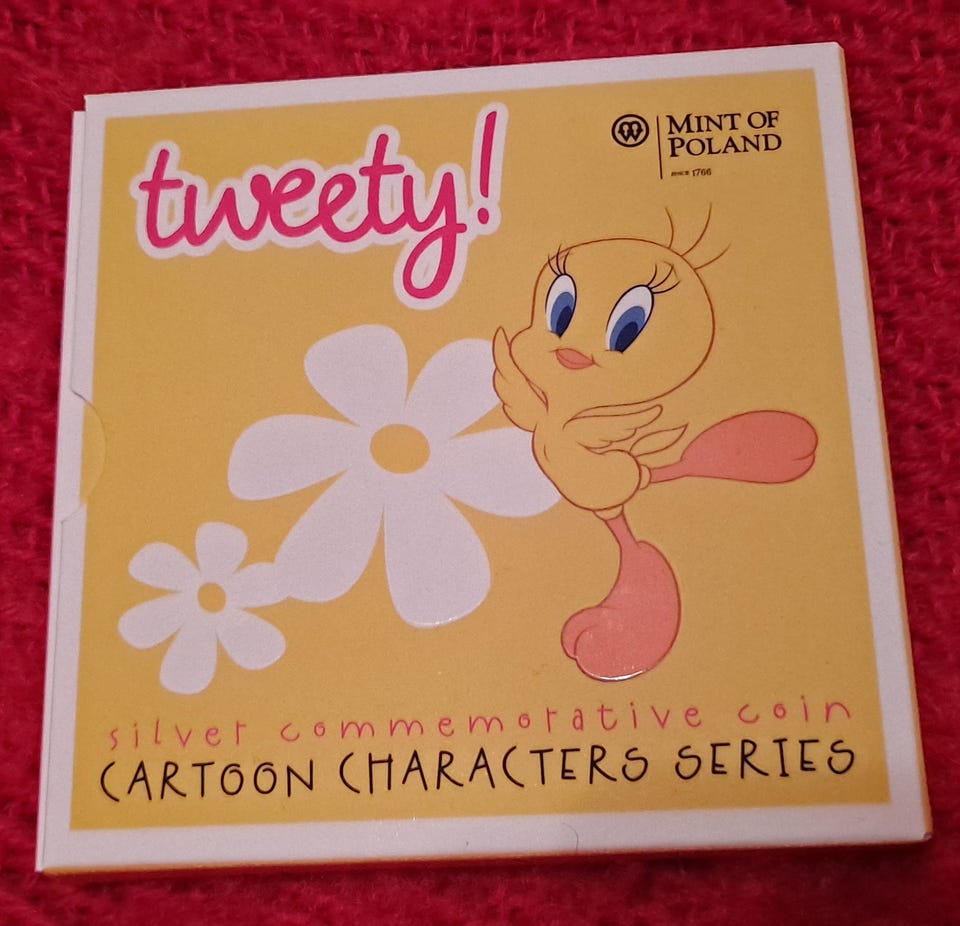 tweety!
MINT OF
POLAND
SINCE 1766
silver commemorative coin
CARTOON CHARACTERS SERIES